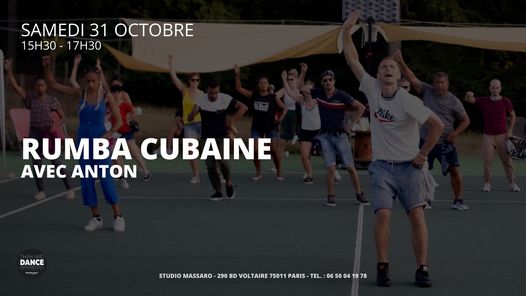 SAMEDI 31 OCTOBRE
15H30 - 17H30
RUMBA CUBAINE
AVEC ANTON
Nike
DANCE
STUDIO MASSARO - 290 BD VOLTAIRE 75011 PARIS - TEL. : 06 50 04 19 78